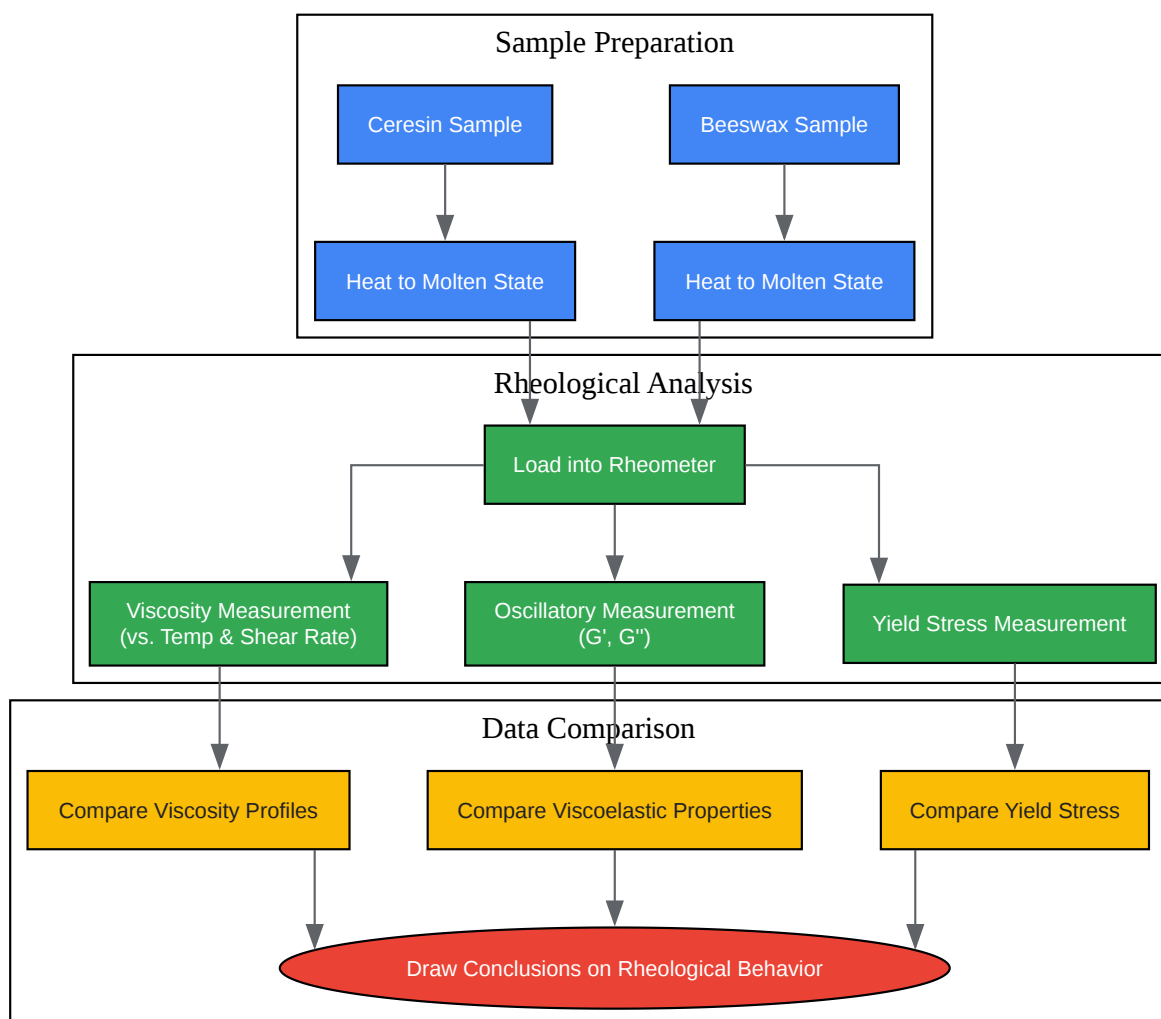 Sample Preparation
Ceresin Sample
Beeswax Sample
Heat to Molten State
Heat to Molten State
Rheological Analysis
Load into Rheometer
Viscosity Measurement
(vs. Temp & Shear Rate)
Oscillatory Measurement
(G', G'')
Yield Stress Measurement
Data Comparison
Compare Viscosity Profiles
Compare Viscoelastic Properties
Compare Yield Stress
Draw Conclusions on Rheological Behavior